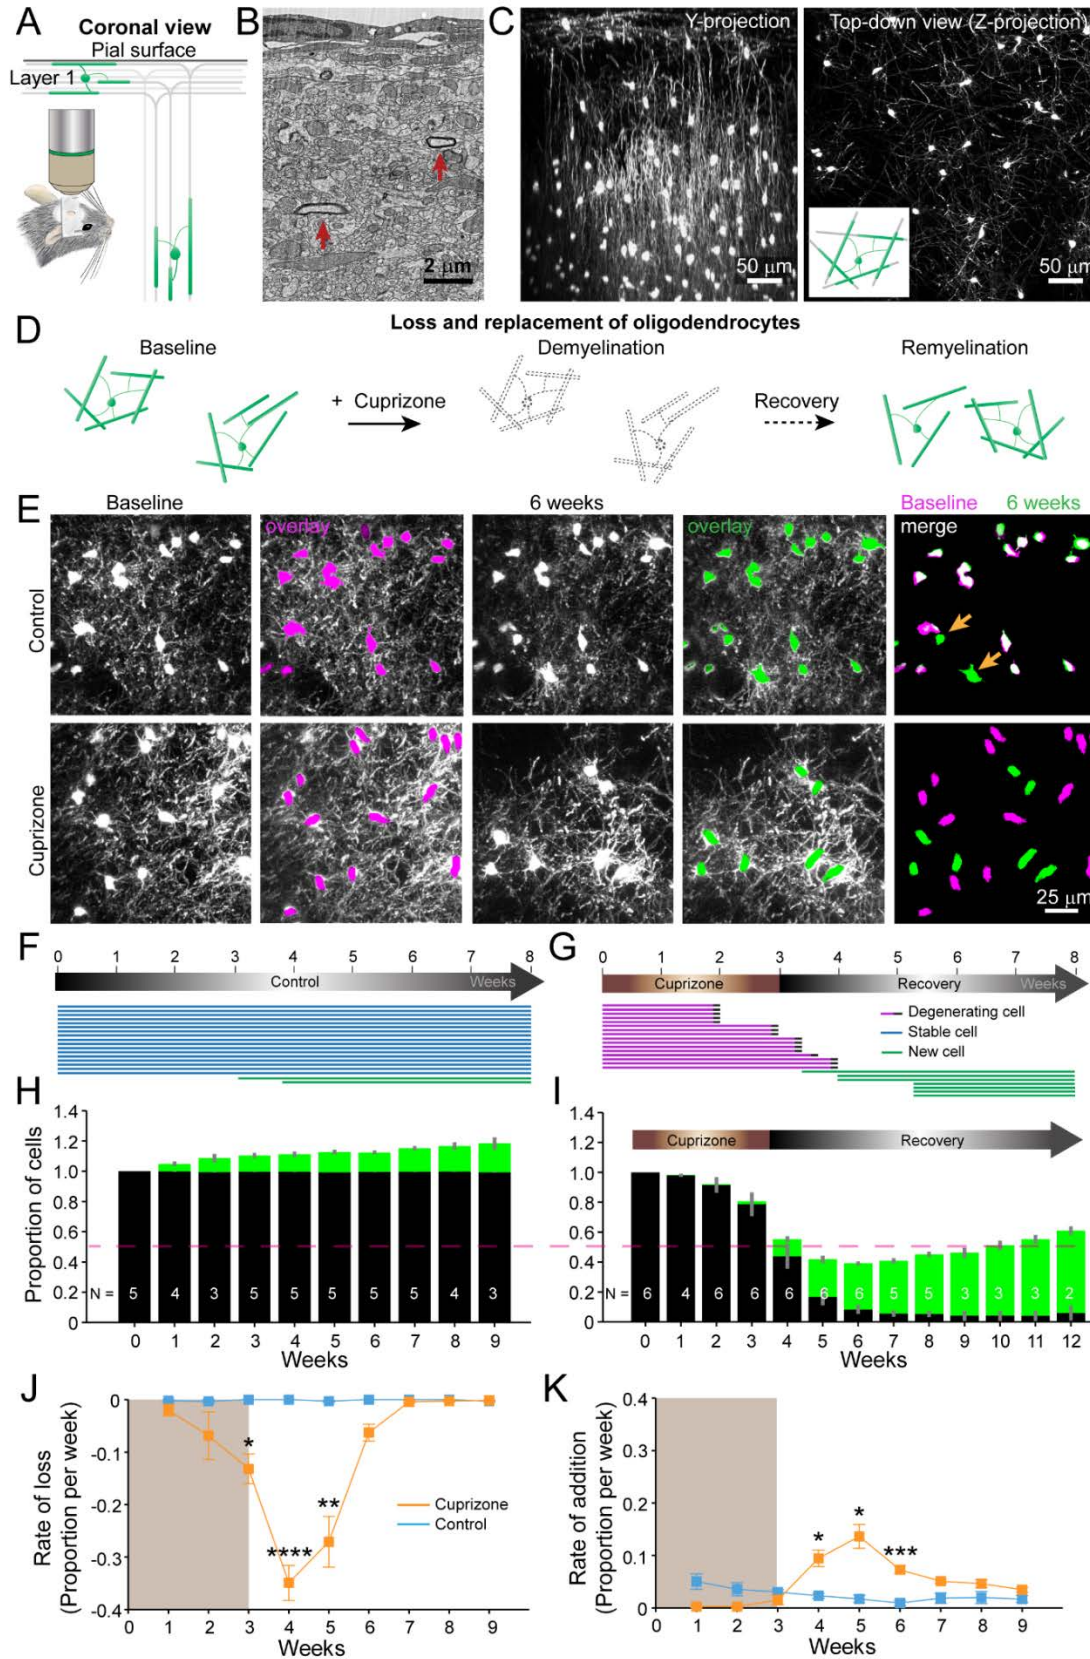 A
Coronal view
Pial surface
Layer 1
B
2 μm
C
Y-projection
50 μm
Top-down view (Z-projection)
50 μm
D
Loss and replacement of oligodendrocytes
Baseline
+ Cuprizone
Demyelination
Recovery
Remyelination
E
Baseline
6 weeks
Baseline 6 weeks
Control
overlay
overlay
merge
Cuprizone
25 μm
F
0 1 2 3 4 5 6 7 8
Control
Weeks
G
0 1 2 3 4 5 6 7 8
Cuprizone
Recovery
Weeks
Degenerating cell
Stable cell
New cell
H
Proportion of cells
1.4
1.2
1.0
0.8
0.6
0.4
0.2
0
N = 5 4 3 5 5 5 5 5 4 3
0 1 2 3 4 5 6 7 8 9
Weeks
I
Cuprizone
Recovery
1.4
1.2
1.0
0.8
0.6
0.4
0.2
0
N = 6 4 6 6 6 6 6 5 5 3 3 3 2
0 1 2 3 4 5 6 7 8 9 10 11 12
Weeks
J
Rate of loss
(Proportion per week)
0
-0.1
-0.2
-0.3
-0.4
*
****
**
Cuprizone
Control
1 2 3 4 5 6 7 8 9
Weeks
K
Rate of addition
(Proportion per week)
0.4
0.3
0.2
0.1
0
*
*
***
1 2 3 4 5 6 7 8 9
Weeks